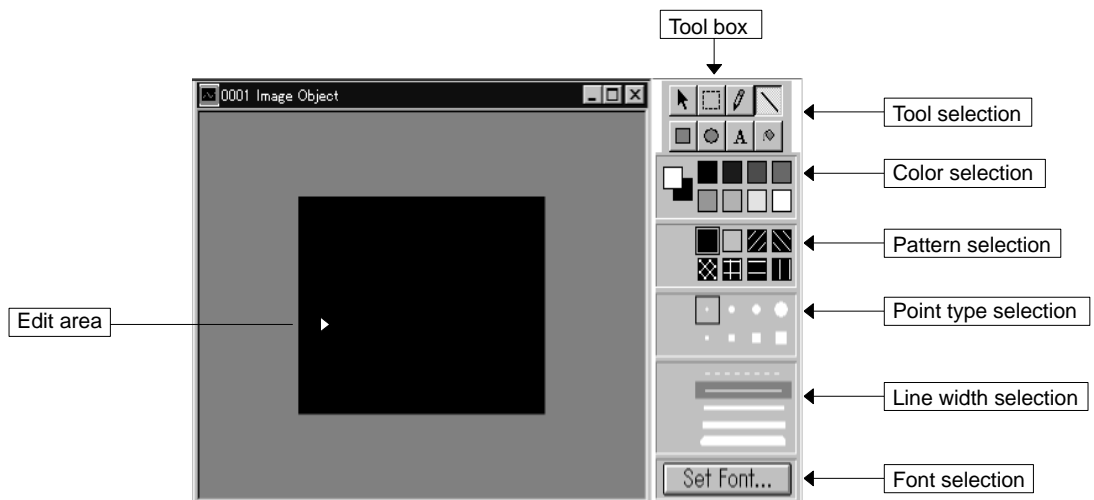 Tool box
0001 Image Object
Tool selection
A
Color selection
Pattern selection
Edit area
Point type selection
Line width selection
Set Font...
Font selection